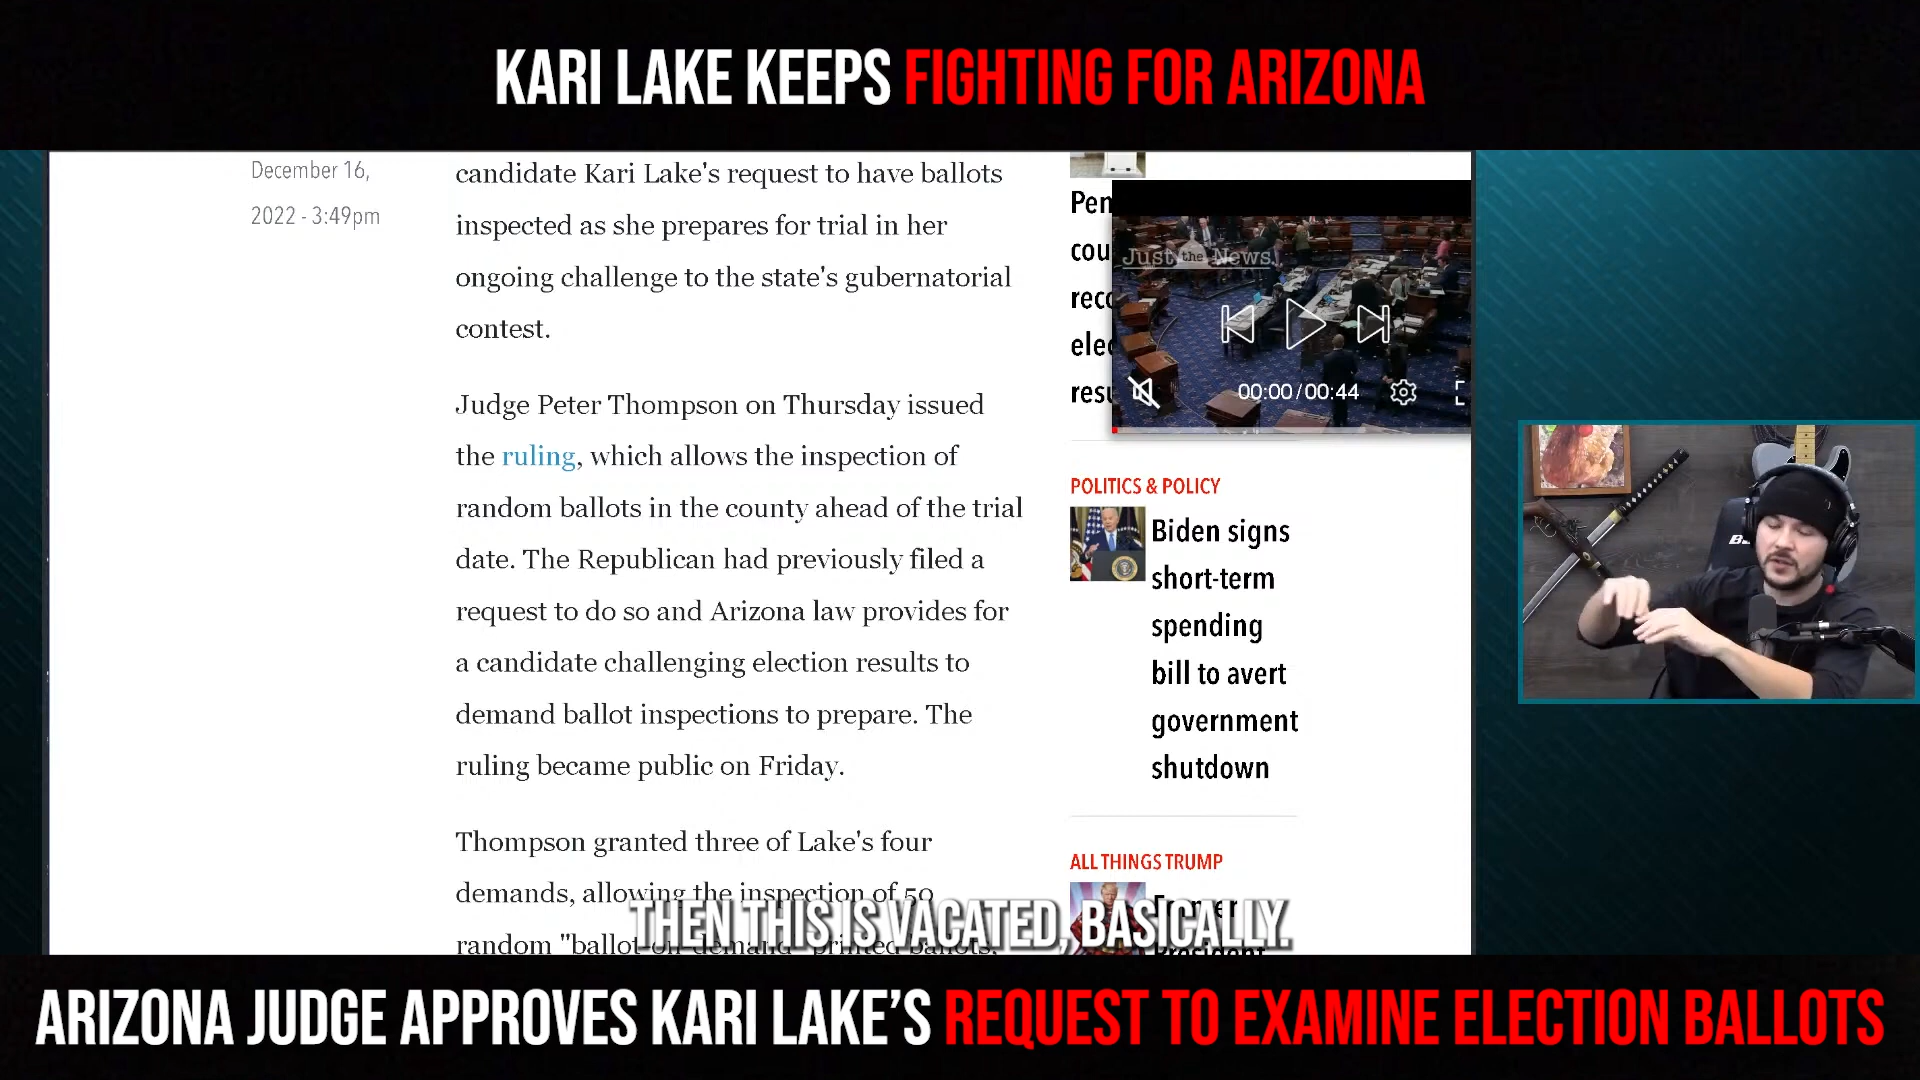 KARI LAKE KEEPS FIGHTING FOR ARIZONA
December 16,
2022 - 3:49pm
candidate Kari Lake's request to have ballots
inspected as she prepares for trial in her
ongoing challenge to the state's gubernatorial
contest.
Judge Peter Thompson on Thursday issued
the ruling, which allows the inspection of
random ballots in the county ahead of the trial
date. The Republican had previously filed a
request to do so and Arizona law provides for
a candidate challenging election results to
demand ballot inspections to prepare. The
ruling became public on Friday.
Thompson granted three of Lake's four
demands, allowing the inspection of 50
random "ballot-on-demand" printed ballots,
Pen
cou
reco
elec
resu
Just the News
00:00/00:44
POLITICS & POLICY
Biden signs
short-term
spending
bill to avert
government
shutdown
ALL THINGS TRUMP
Former
President
THEN THIS IS VACATED, BASICALLY.
ARIZONA JUDGE APPROVES KARI LAKE'S REQUEST TO EXAMINE ELECTION BALLOTS